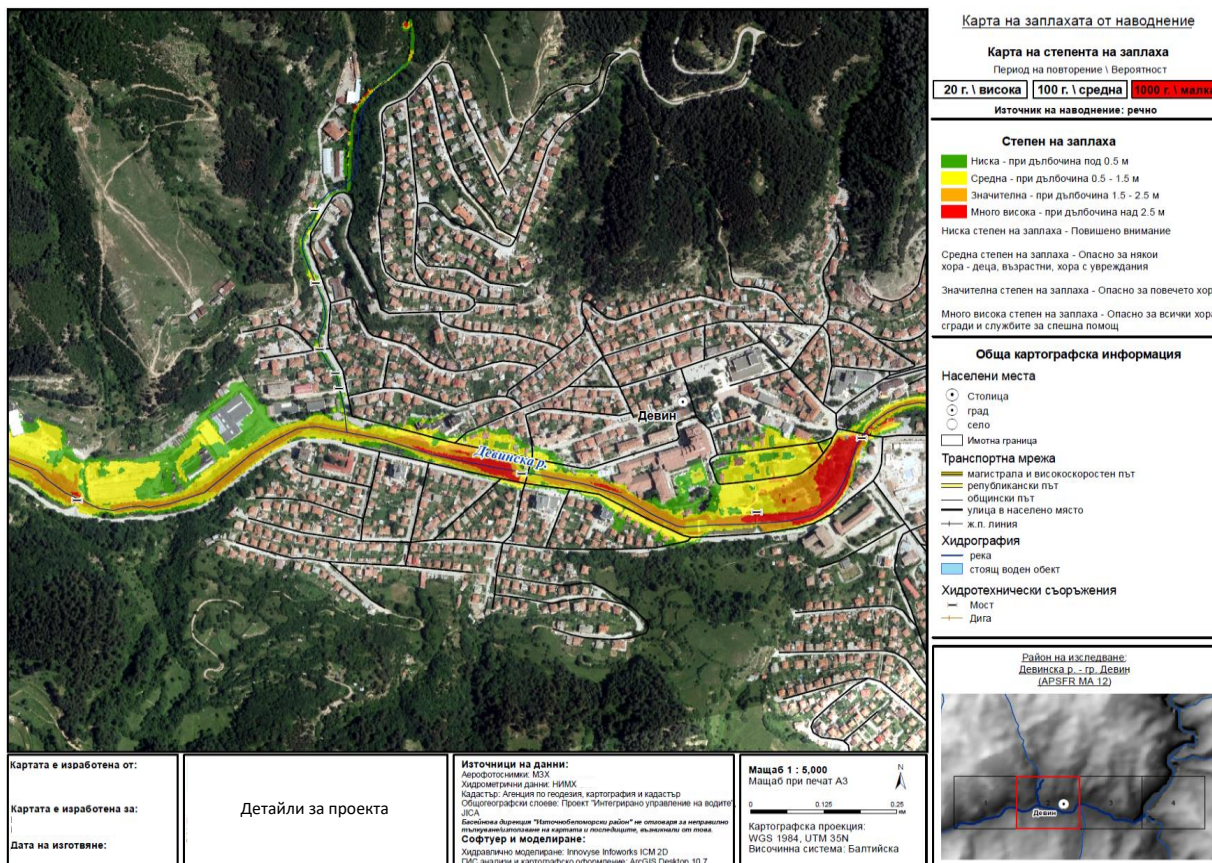 Карта на заплахата от наводнение
Карта на степента на заплаха
Период на повторение \ Вероятност
20 г. \ висока 100 г. \ средна 1000 г. \ малка
Източник на наводнение: речно
Степен на заплаха
Ниска - при дълбочина под 0.5 м
Средна - при дълбочина 0.5 - 1.5 м
Значителна - при дълбочина 1.5 - 2.5 м
Много висока - при дълбочина над 2.5 м
Ниска степен на заплаха - Повишено внимание
Средна степен на заплаха - Опасно за някои
хора - деца, възрастни, хора с увреждания
Значителна степен на заплаха - Опасно за повечето хор
Много висока степен на заплаха - Опасно за всички хора
сгради и службите за спешна помощ
Обща картографска информация
Населени места
Столица
град
село
Имотна граница
Транспортна мрежа
магистрала и високоскоростен път
републикански път
общински път
улица в населено място
ж.п. линия
Хидрография
река
стоящ воден обект
Хидротехнически съоръжения
Мост
Дига
Девин
Девинска р.
Район на изследване:
Девинска р. - гр. Девин
(APSFR MA 12)
1
3
4
Девин
Картата е изработена от:
Картата е изработена за:
Дата на изготвяне:
Детайли за проекта
Източници на данни:
Аерофотоснимки: МЗХ
Хидрометрични данни: НИМХ
Кадастър: Агенция по геодезия, картография и кадастър
Общогеографски слоеве: Проект "Интегрирано управление на водите",
JICA
Басейнова дирекция "Източнобеломорски район" не отговаря за неправилно
тълкуване/използване на картата и последиците, възникнали от това.
Софтуер и моделиране:
Хидравлично моделиране: Innovyse Infoworks ICM 2D
ГИС анализи и картографско оформление: ArcGIS Desktop 10.7
Мащаб 1 : 5,000
Мащаб при печат А3
N
0 0.125 0.25
км
Картографска проекция:
WGS 1984, UTM 35N
Височинна система: Балтийска